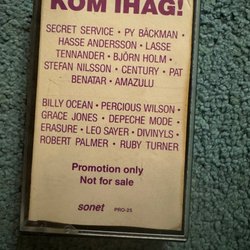 KOM IHÅG!
SECRET SERVICE • PY BÄCKMAN •
HASSE ANDERSSON • LASSE
TENNANDER • BJÖRN HOLM •
STEFAN NILSSON • CENTURY • PAT
BENATAR • AMAZULU
BILLY OCEAN • PERCIOUS WILSON •
GRACE JONES • DEPECHE MODE •
ERASURE • LEO SAYER • DIVINYLS •
ROBERT PALMER • RUBY TURNER
Promotion only
Not for sale
sonet PRO-25